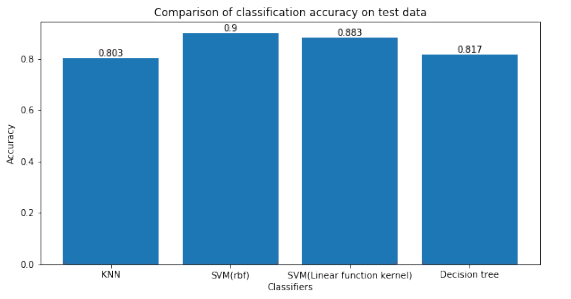 Comparison of classification accuracy on test data
0.803
0.9
0.883
0.817
Accuracy
0.8
0.6
0.4
0.2
0.0
KNN
SVM(rbf)
SVM(Linear function kernel)
Decision tree
Classifiers